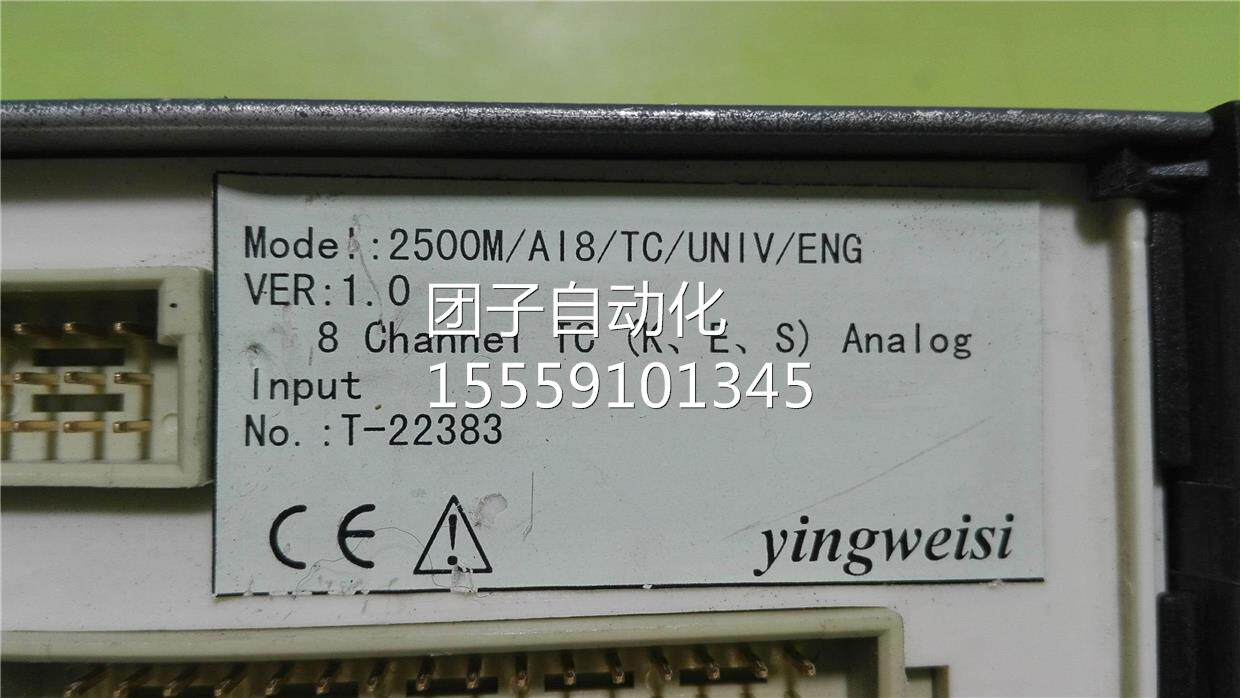 Model:2500M/AI8/TC/UNIV/ENG
VER:1.0
团子自动化
8 Channel TC (K、E、S) Analog
Input
15559101345
No.:T-22383
CE
yingweisi